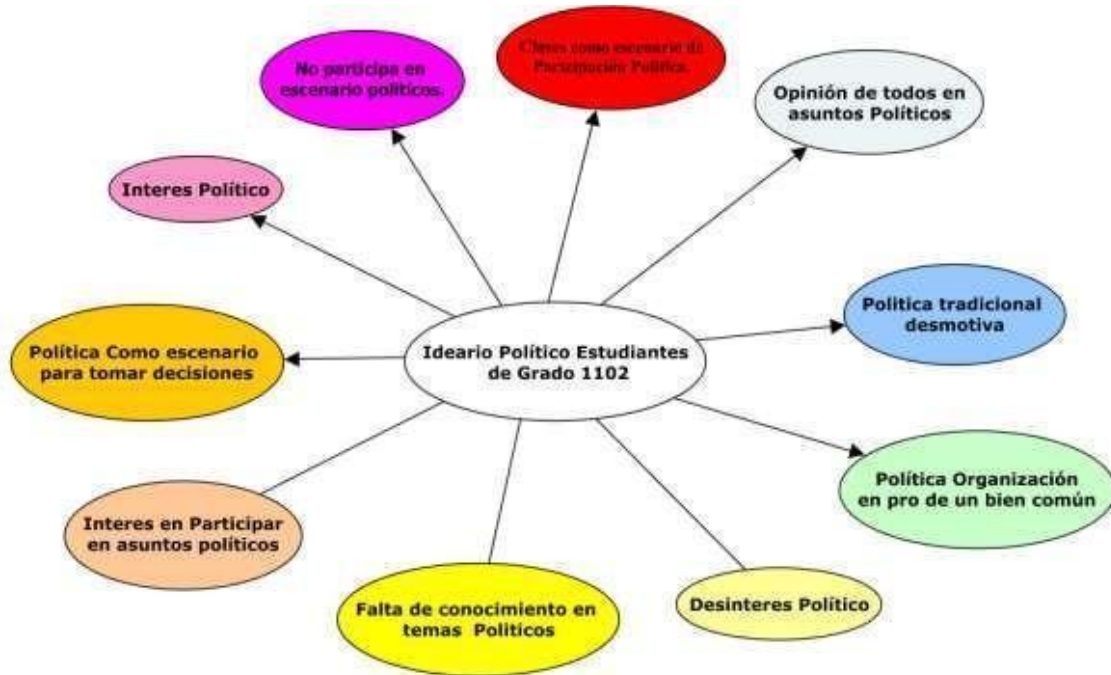 No participa en
escenario políticos.
como escenario de
Participación Política.
Opinión de todos en
asuntos Políticos
Interes Político
Politica tradicional
desmotiva
Ideario Político Estudiantes
de Grado 1102
Política Como escenario
para tomar decisiones
Política Organización
en pro de un bien común
Interes en Participar
en asuntos políticos
Falta de conocimiento en
temas Politicos
Desinteres Político